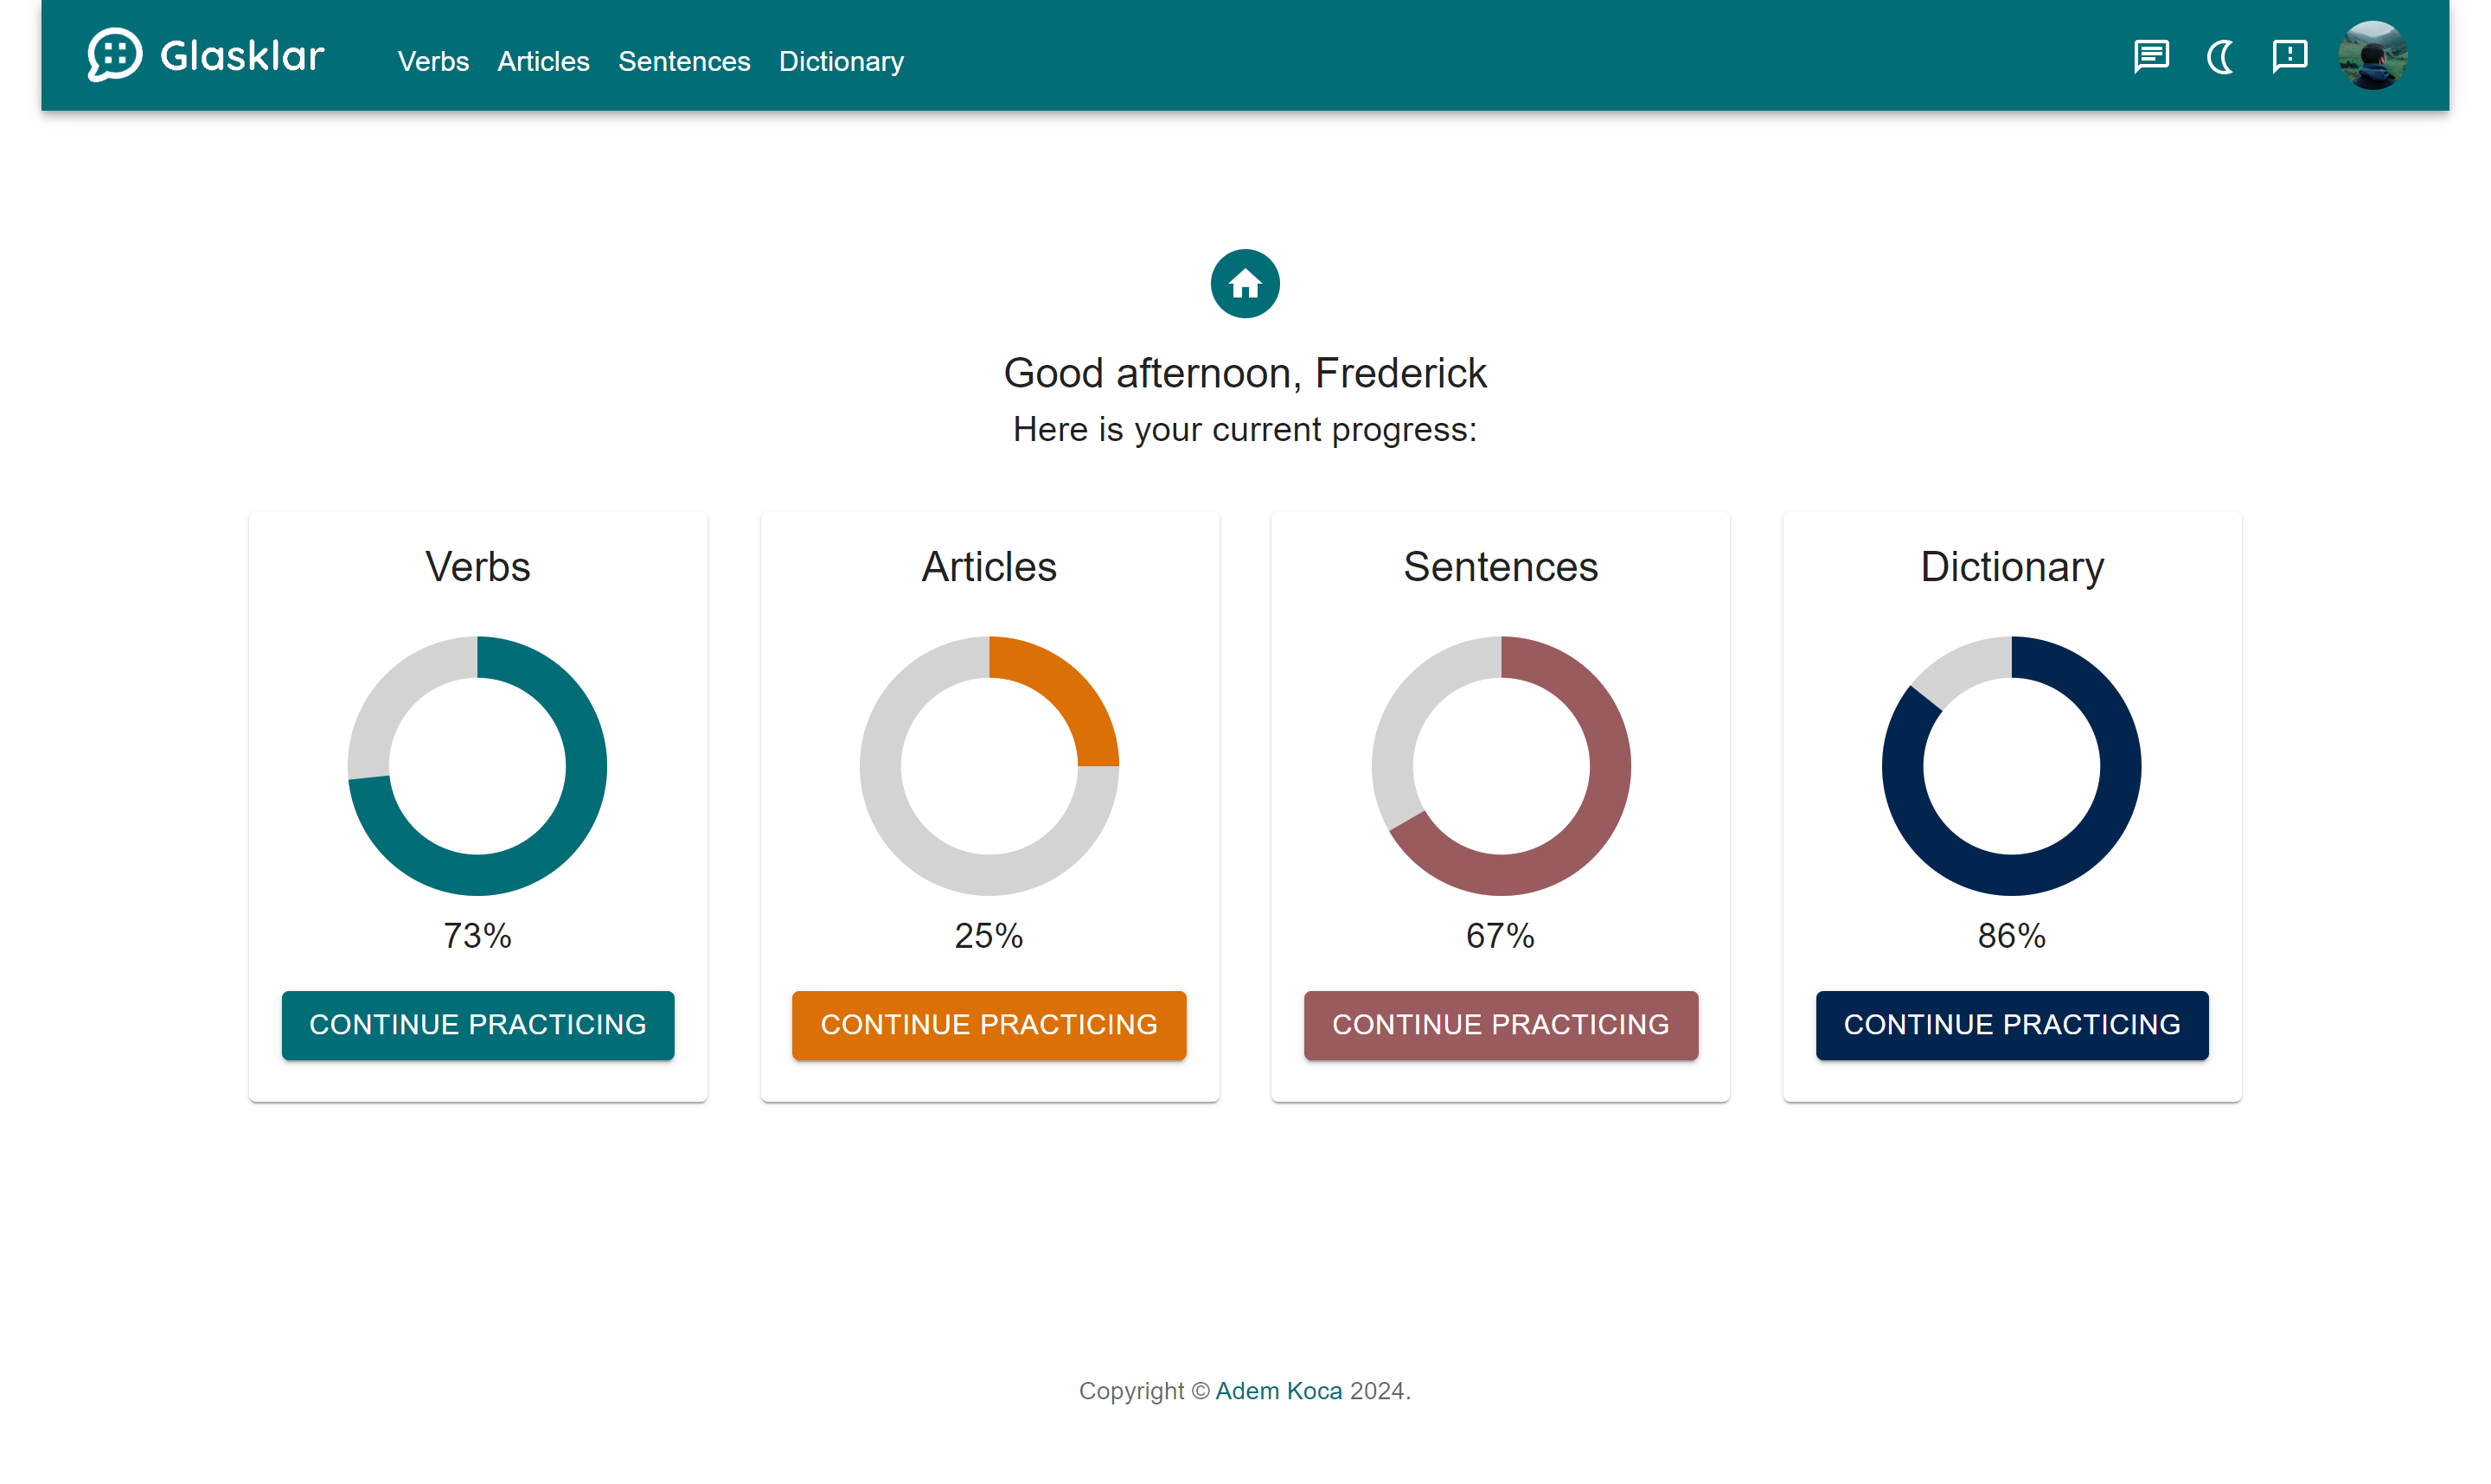 Glasklar
Verbs Articles Sentences Dictionary
Good afternoon, Frederick
Here is your current progress:
Verbs
73%
CONTINUE PRACTICING
Articles
25%
CONTINUE PRACTICING
Sentences
67%
CONTINUE PRACTICING
Dictionary
86%
CONTINUE PRACTICING
Copyright © Adem Koca 2024.